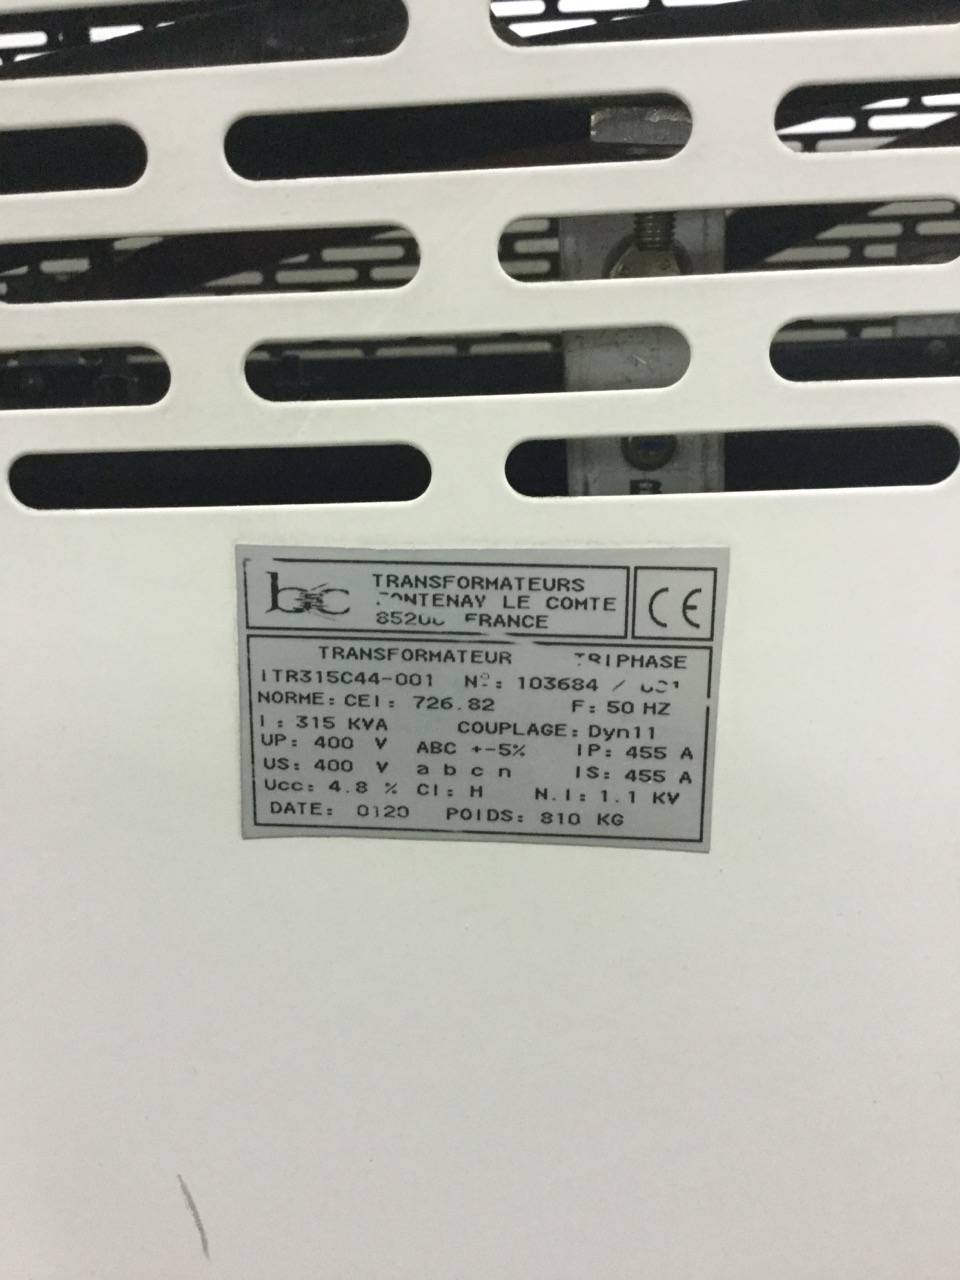 R
bc
TRANSFORMATEURS
FONTENAY LE COMTE
85200 FRANCE
CE
TRANSFORMATEUR TRIPHASE
ITR315C44-001 Nº: 103684 /
NORME: CEI: 726.82 F: 50 HZ
I: 315 KVA COUPLAGE: Dyn11
UP: 400 V ABC +-5% IP: 455 A
US: 400 V a b c n IS: 455 A
Ucc: 4.8 % CI: H N.I: 1.1 KV
DATE: 0120 POIDS: 810 KG